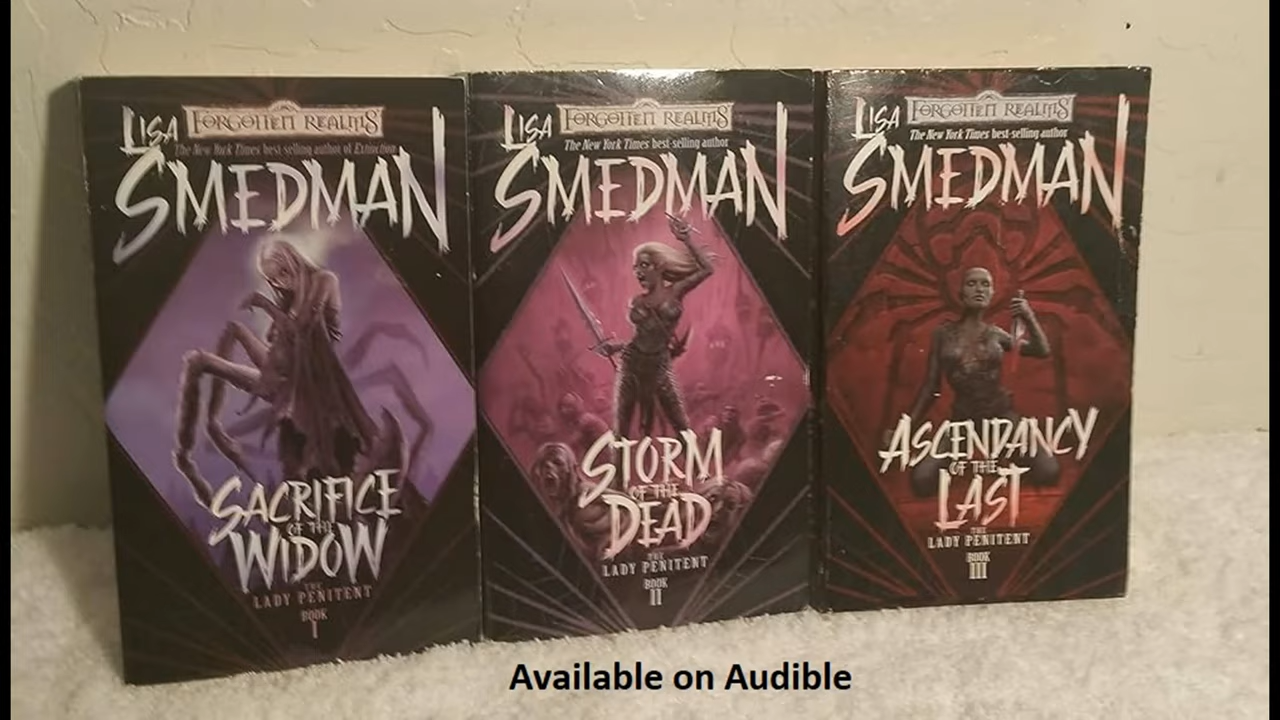 LISA
FORGOTTEN REALMS
The New York Times best-selling author of Extinction
SMEDMAN
SACRIFICE
OF THE
WIDOW
THE
LADY PENITENT
BOOK
I
LISA
FORGOTTEN REALMS
The New York Times best-selling author
SMEDMAN
STORM
OF THE
DEAD
THE
LADY PENITENT
BOOK
II
LISA
FORGOTTEN REALMS
The New York Times best-selling author
SMEDMAN
ASCENDANCY
OF THE
LAST
THE
LADY PENITENT
BOOK
III
Available on Audible